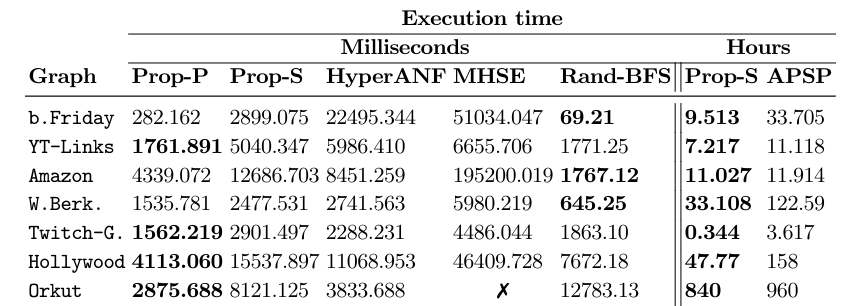 Execution time
Milliseconds Hours
Graph Prop-P Prop-S HyperANF MHSE Rand-BFS Prop-S APSP
b.Friday 282.162 2899.075 22495.344 51034.047 69.21 9.513 33.705
YT-Links 1761.891 5040.347 5986.410 6655.706 1771.25 7.217 11.118
Amazon 4339.072 12686.703 8451.259 195200.019 1767.12 11.027 11.914
W.Berk. 1535.781 2477.531 2741.563 5980.219 645.25 33.108 122.59
Twitch-G. 1562.219 2901.497 2288.231 4486.044 1863.10 0.344 3.617
Hollywood 4113.060 15537.897 11068.953 46409.728 7672.18 47.77 158
Orkut 2875.688 8121.125 3833.688 ✗ 12783.13 840 960